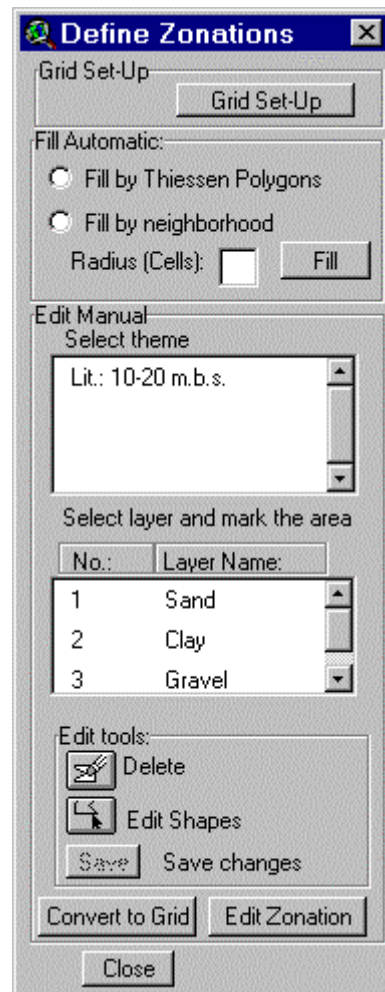 Define Zonations
Grid Set-Up
Grid Set-Up
Fill Automatic:
Fill by Thiessen Polygons
Fill by neighborhood
Radius (Cells): Fill
Edit Manual
Select theme
Lit.: 10-20 m.b.s.
Select layer and mark the area
No.: Layer Name:
1 Sand
2 Clay
3 Gravel
Edit tools:
Delete
Edit Shapes
Save Save changes
Convert to Grid Edit Zonation
Close